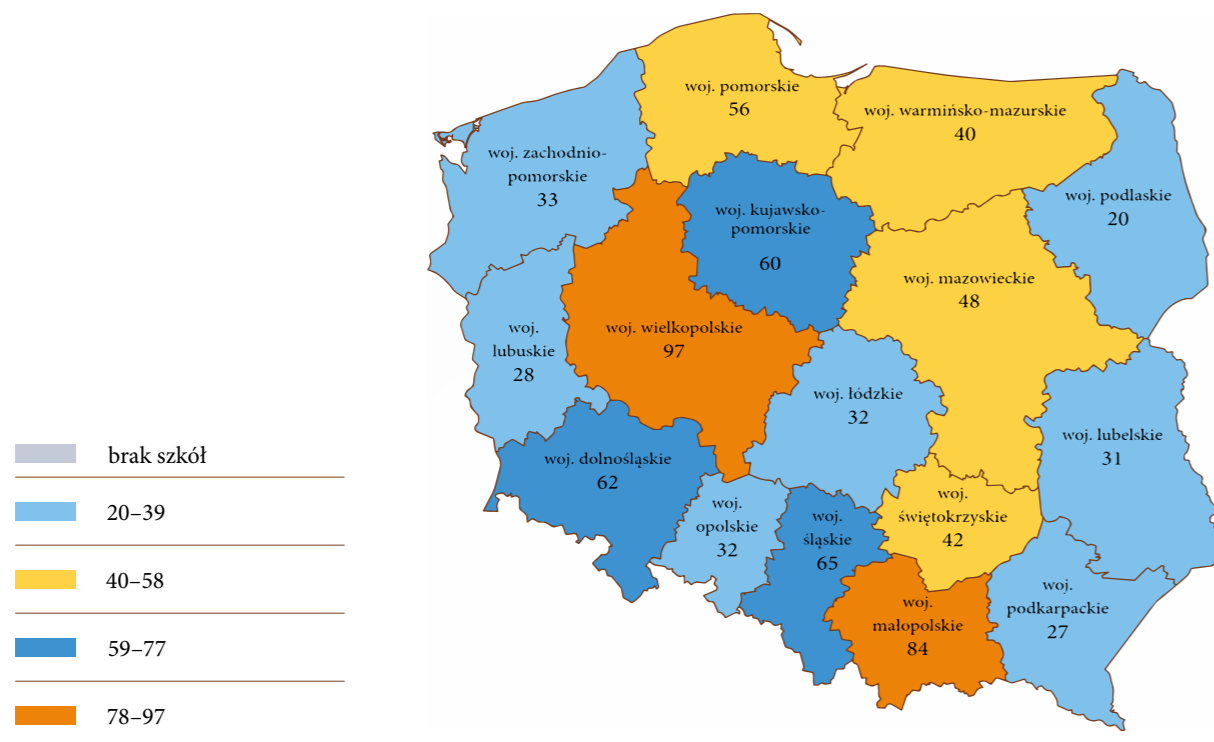 woj. pomorskie
56
woj. warmińsko-mazurskie
40
woj. zachodnio-
pomorskie
33
woj. podlaskie
20
woj. kujawsko-
pomorskie
60
woj. mazowieckie
48
woj.
lubuskie
28
woj. wielkopolskie
97
woj. łódzkie
32
woj. lubelskie
31
woj. dolnośląskie
62
woj.
opolskie
32
woj.
śląskie
65
woj.
świętokrzyskie
42
woj.
małopolskie
84
woj.
podkarpackie
27
brak szkół
20–39
40–58
59–77
78–97